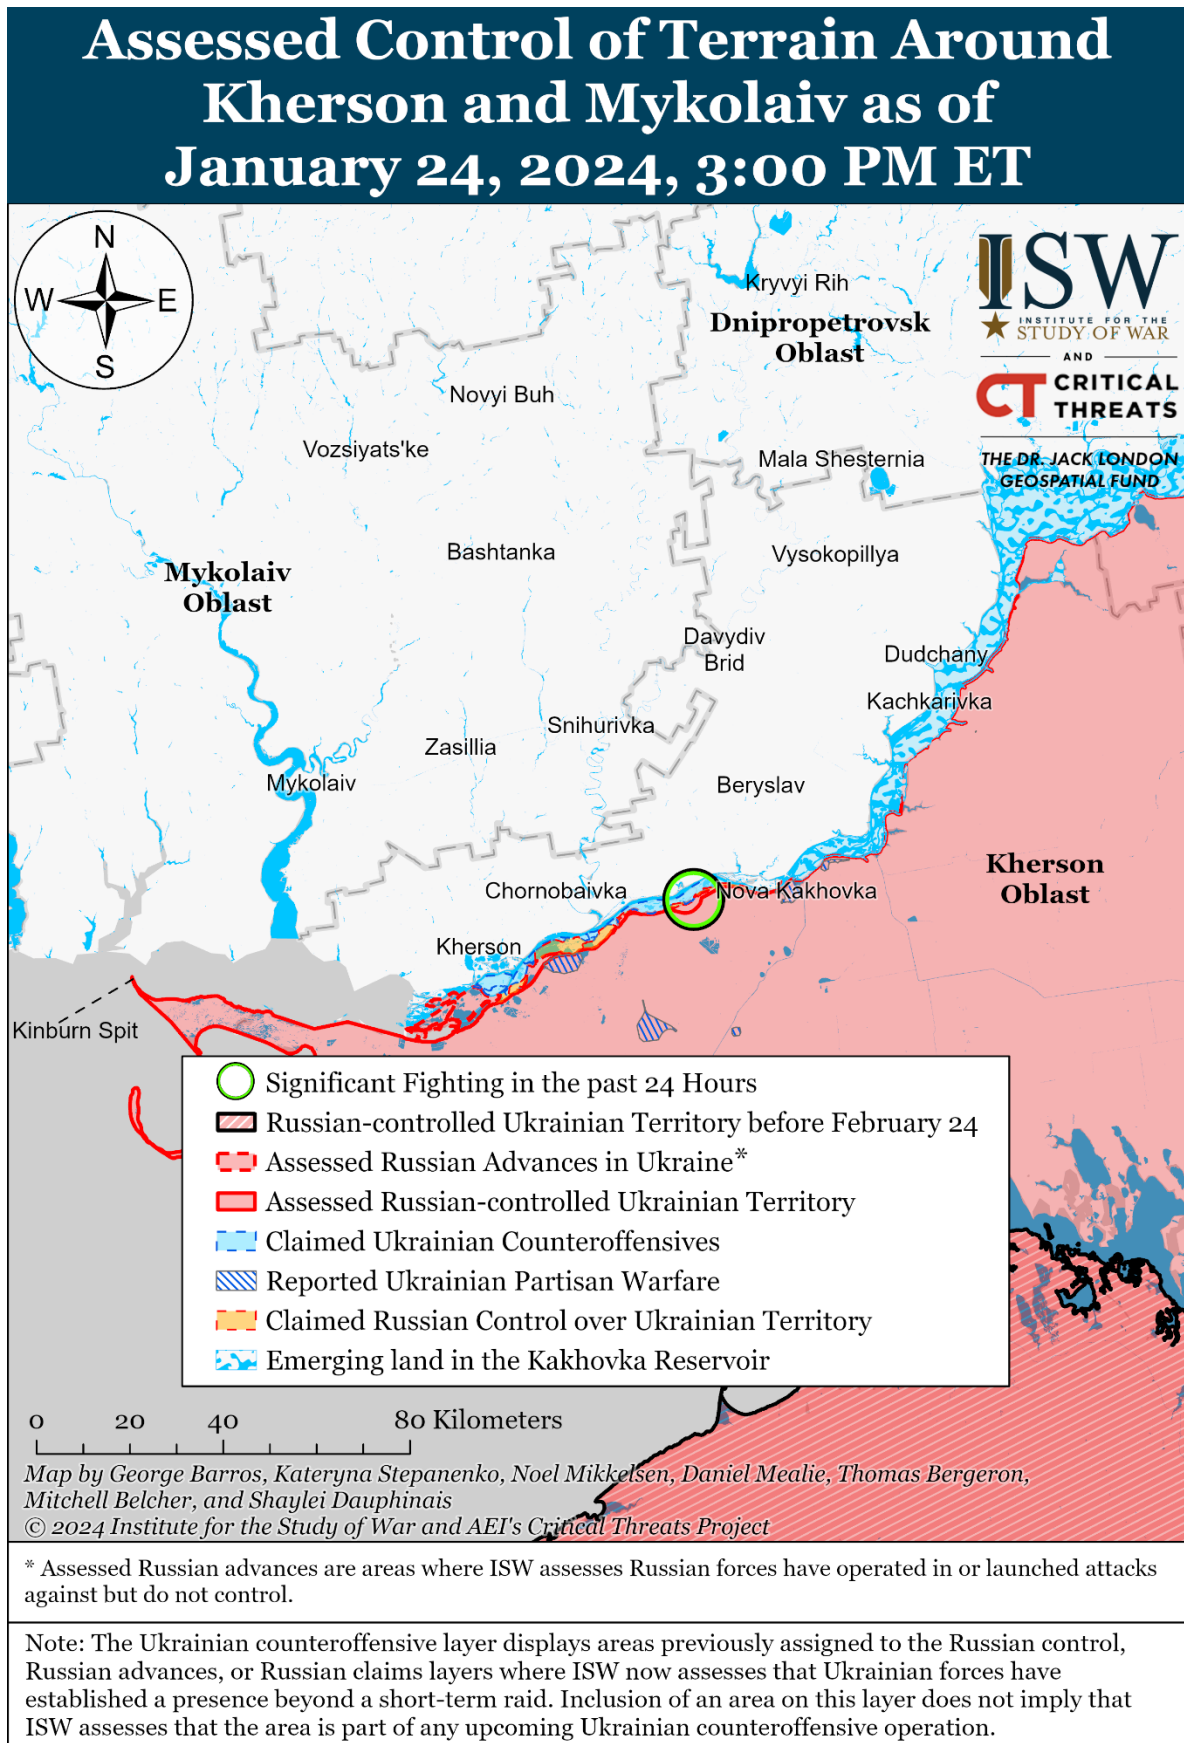 Assessed Control of Terrain Around
Kherson and Mykolaiv as of
January 24, 2024, 3:00 PM ET
N
W
E
S
ISW
INSTITUTE FOR THE
STUDY OF WAR
AND
CT CRITICAL
THREATS
THE DR. JACK LONDON
GEOSPATIAL FUND
Kryvyi Rih
Dnipropetrovsk
Oblast
Novyi Buh
Vozsiyats'ke
Mala Shesternia
Bashtanka
Vysokopillya
Mykolaiv
Oblast
Davydiv
Brid
Dudchany
Kachkarivka
Snihurivka
Zasillia
Mykolaiv
Beryslav
Kherson
Oblast
Chornobaivka
Nova Kakhovka
Kherson
Kinburn Spit
Significant Fighting in the past 24 Hours
Russian-controlled Ukrainian Territory before February 24
Assessed Russian Advances in Ukraine*
Assessed Russian-controlled Ukrainian Territory
Claimed Ukrainian Counteroffensives
Reported Ukrainian Partisan Warfare
Claimed Russian Control over Ukrainian Territory
Emerging land in the Kakhovka Reservoir
0 20 40 80 Kilometers
Map by George Barros, Kateryna Stepanenko, Noel Mikkelsen, Daniel Mealie, Thomas Bergeron,
Mitchell Belcher, and Shaylei Dauphinais
© 2024 Institute for the Study of War and AEI's Critical Threats Project
* Assessed Russian advances are areas where ISW assesses Russian forces have operated in or launched attacks
against but do not control.
Note: The Ukrainian counteroffensive layer displays areas previously assigned to the Russian control,
Russian advances, or Russian claims layers where ISW now assesses that Ukrainian forces have
established a presence beyond a short-term raid. Inclusion of an area on this layer does not imply that
ISW assesses that the area is part of any upcoming Ukrainian counteroffensive operation.